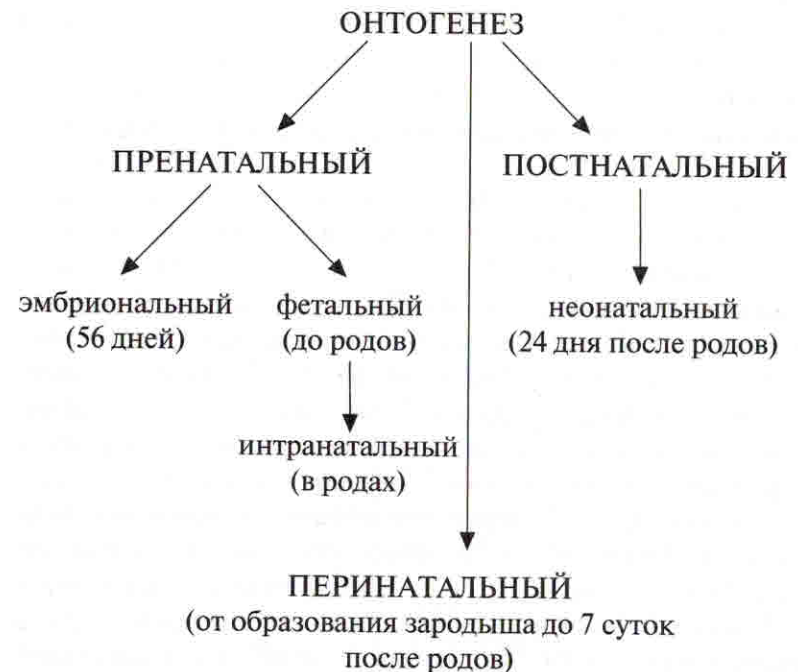 ОНТОГЕНЕЗ
ПРЕНАТАЛЬНЫЙ
ПОСТНАТАЛЬНЫЙ
эмбриональный
(56 дней)
фетальный
(до родов)
неонатальный
(24 дня после родов)
интранатальный
(в родах)
ПЕРИНАТАЛЬНЫЙ
(от образования зародыша до 7 суток
после родов)